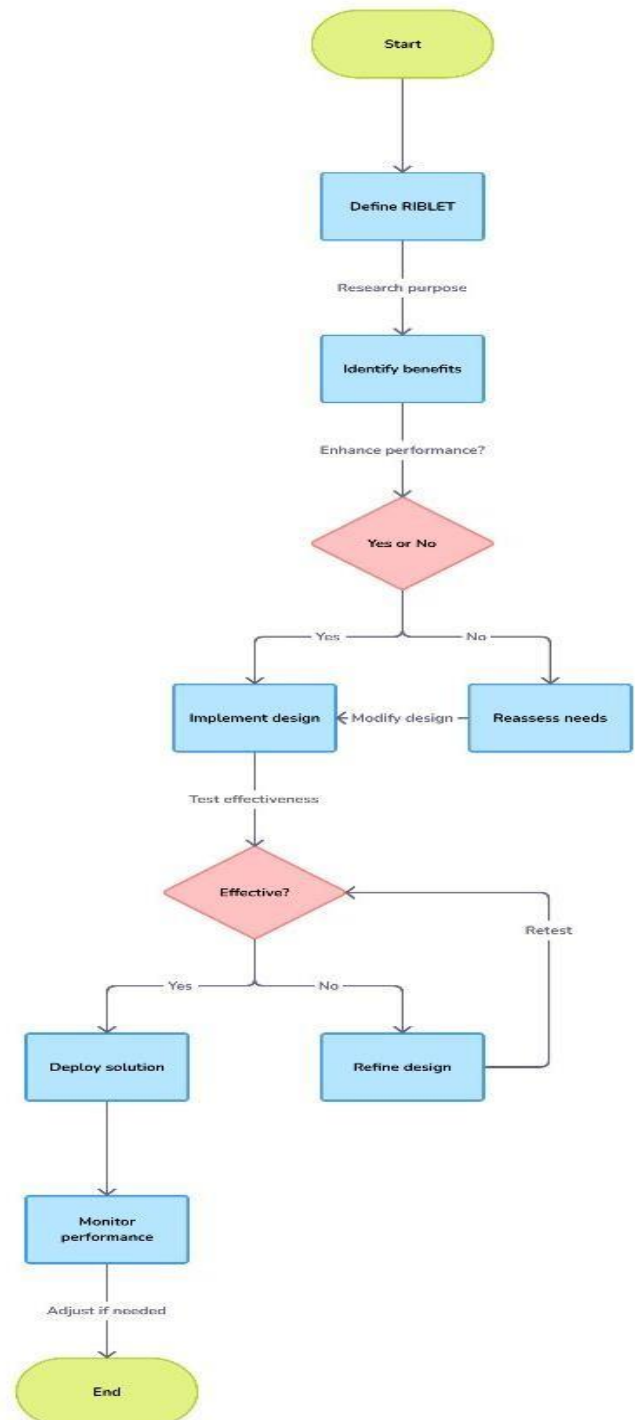 Start
Define RIBLET
Research purpose
Identify benefits
Enhance performance?
Yes or No
Yes
No
Implement design
Modify design
Reassess needs
Test effectiveness
Effective?
Retest
Yes
No
Deploy solution
Refine design
Monitor
performance
Adjust if needed
End